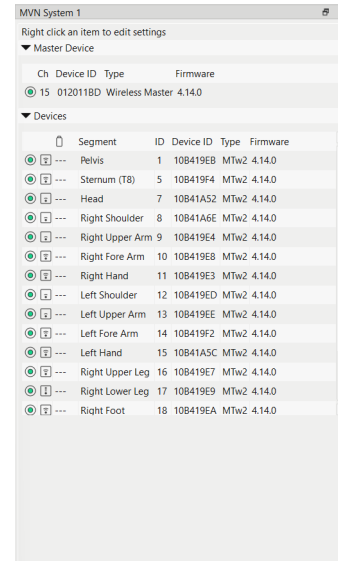 MVN System 1
Right click an item to edit settings
Master Device
Ch Device ID Type Firmware
15 012011BD Wireless Master 4.14.0
Devices
Segment ID Device ID Type Firmware
--- Pelvis 1 10B419EB MTw2 4.14.0
--- Sternum (T8) 5 10B419F4 MTw2 4.14.0
--- Head 7 10B41A52 MTw2 4.14.0
--- Right Shoulder 8 10B41A6E MTw2 4.14.0
--- Right Upper Arm 9 10B419E4 MTw2 4.14.0
--- Right Fore Arm 10 10B419E8 MTw2 4.14.0
--- Right Hand 11 10B419E3 MTw2 4.14.0
--- Left Shoulder 12 10B419ED MTw2 4.14.0
--- Left Upper Arm 13 10B419EE MTw2 4.14.0
--- Left Fore Arm 14 10B419F2 MTw2 4.14.0
--- Left Hand 15 10B41A5C MTw2 4.14.0
--- Right Upper Leg 16 10B419E7 MTw2 4.14.0
--- Right Lower Leg 17 10B419E9 MTw2 4.14.0
--- Right Foot 18 10B419EA MTw2 4.14.0